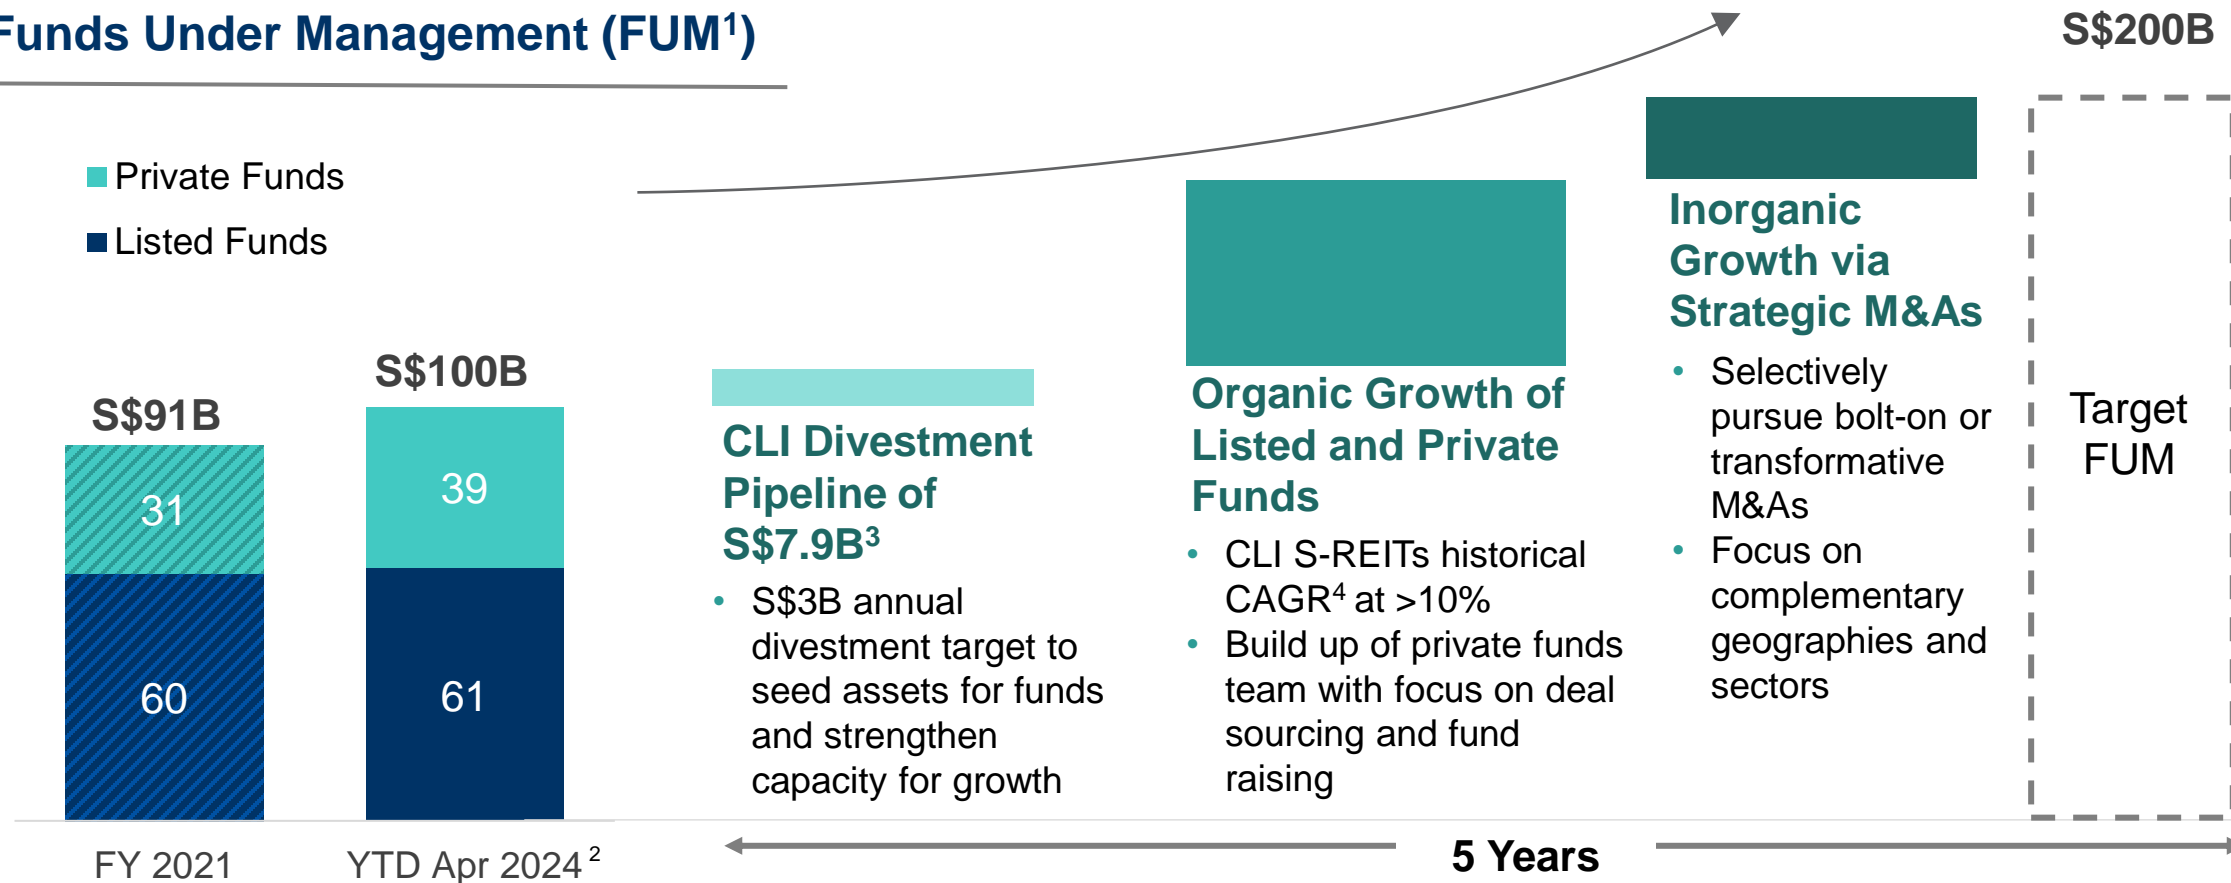 Funds Under Management (FUM¹)
S$200B
Private Funds
Listed Funds
S$91B
31
60
FY 2021
S$100B
39
61
YTD Apr 2024 ²
CLI Divestment
Pipeline of
S$7.9B³
• S$3B annual
divestment target to
seed assets for funds
and strengthen
capacity for growth
Organic Growth of
Listed and Private
Funds
• CLI S-REITs historical
CAGR⁴ at >10%
• Build up of private funds
team with focus on deal
sourcing and fund
raising
Inorganic
Growth via
Strategic M&As
• Selectively
pursue bolt-on or
transformative
M&As
• Focus on
complementary
geographies and
sectors
Target
FUM
5 Years